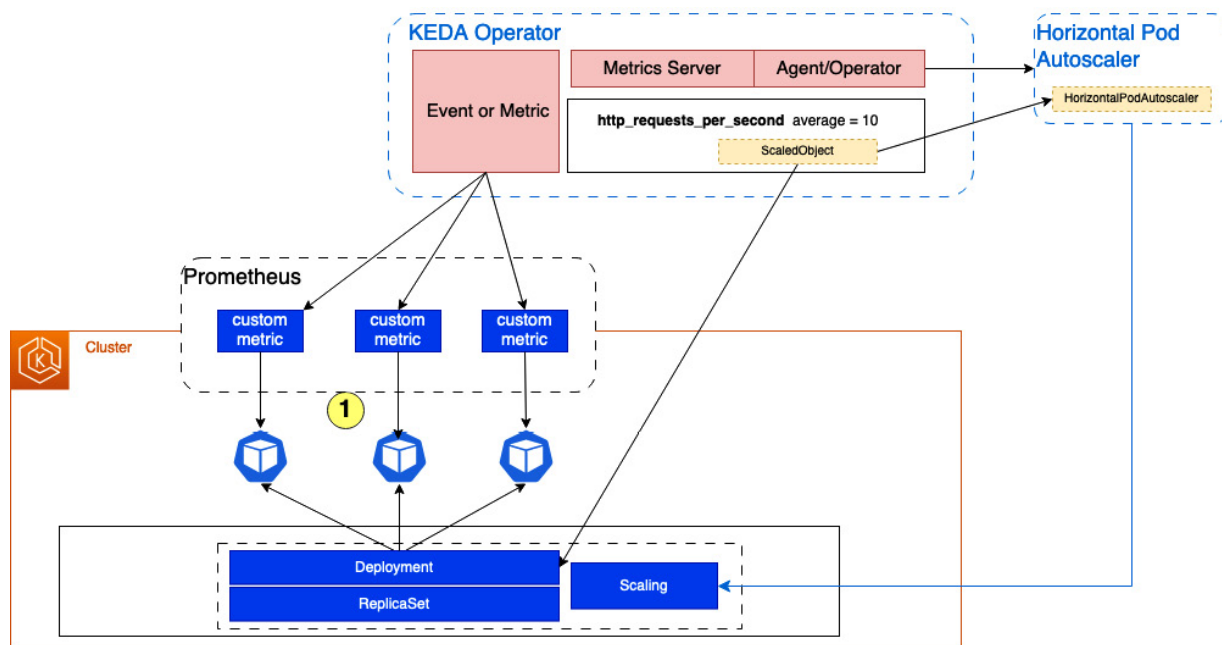 KEDA Operator
Horizontal Pod
Autoscaler
Metrics Server
Agent/Operator
Event or Metric
HorizontalPodAutoscaler
http_requests_per_second average = 10
ScaledObject
Prometheus
custom
metric
custom
metric
custom
metric
K
Cluster
1
Deployment
Scaling
ReplicaSet